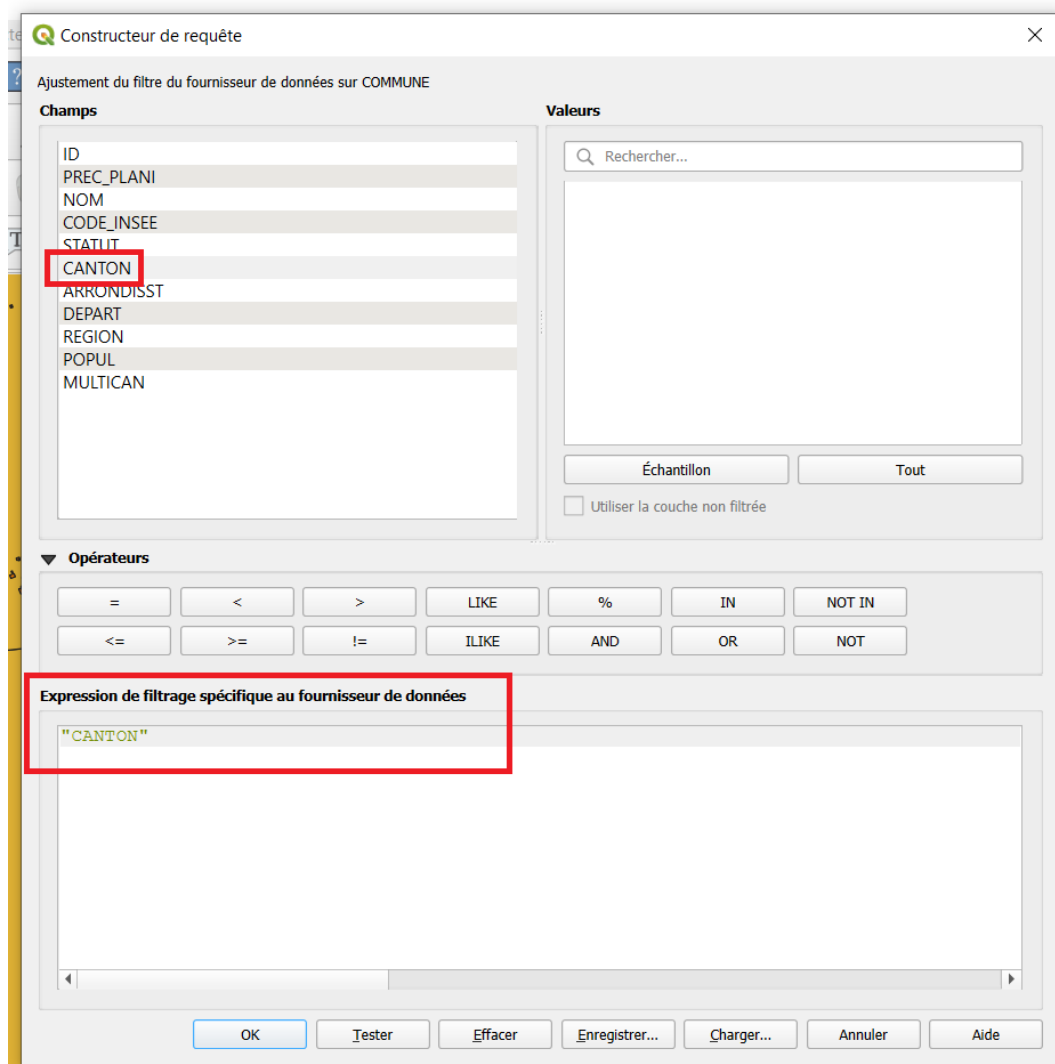 Constructeur de requête
Ajustement du filtre du fournisseur de données sur COMMUNE
Champs
ID
PREC_PLANI
NOM
CODE_INSEE
STATUT
CANTON
ARRONDISST
DEPART
REGION
POPUL
MULTICAN
Valeurs
Rechercher...
Échantillon Tout
Utiliser la couche non filtrée
Opérateurs
= < > LIKE % IN NOT IN
<= >= != ILIKE AND OR NOT
Expression de filtrage spécifique au fournisseur de données
"CANTON"
OK Tester Effacer Enregistrer... Charger... Annuler Aide